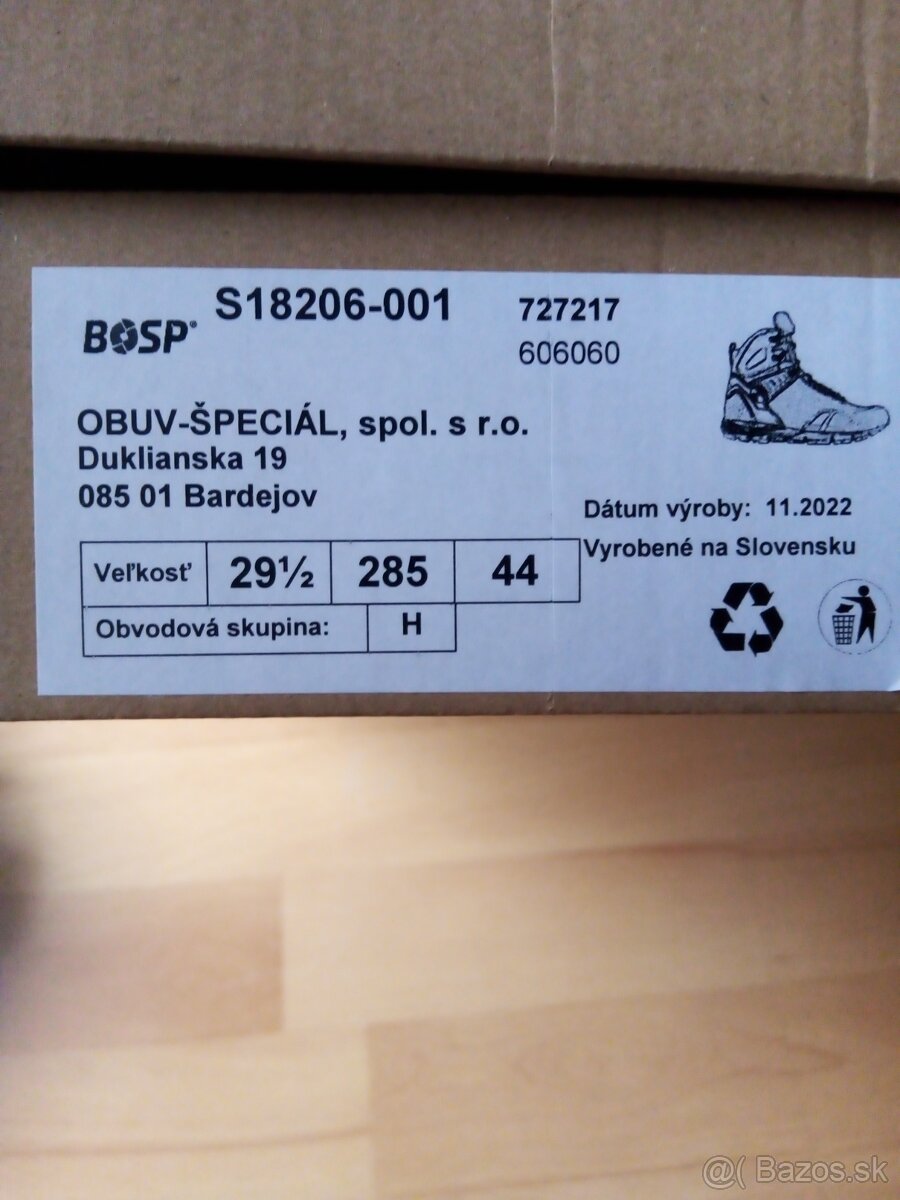 BOSP®
S18206-001
727217
606060
OBUV-ŠPECIÁL, spol. s r.o.
Duklianska 19
085 01 Bardejov
Dátum výroby: 11.2022
Vyrobené na Slovensku
Veľkosť 29½ 285 44
Obvodová skupina: H
@( Bazos.sk